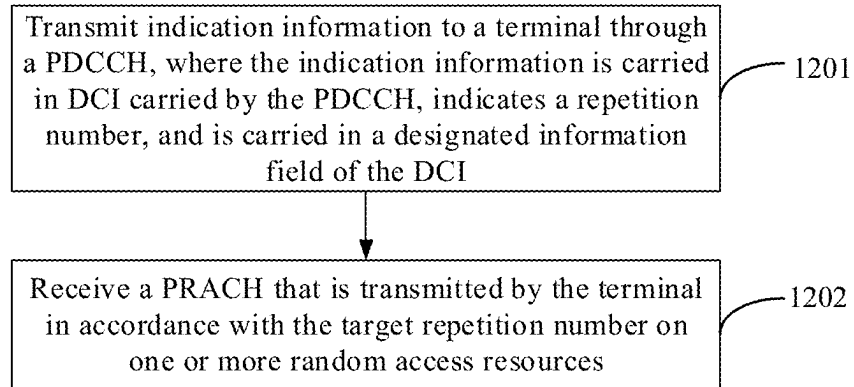 Transmit indication information to a terminal through
a PDCCH, where the indication information is carried
in DCI carried by the PDCCH, indicates a repetition
number, and is carried in a designated information
field of the DCI
1201
Receive a PRACH that is transmitted by the terminal
in accordance with the target repetition number on
one or more random access resources
1202